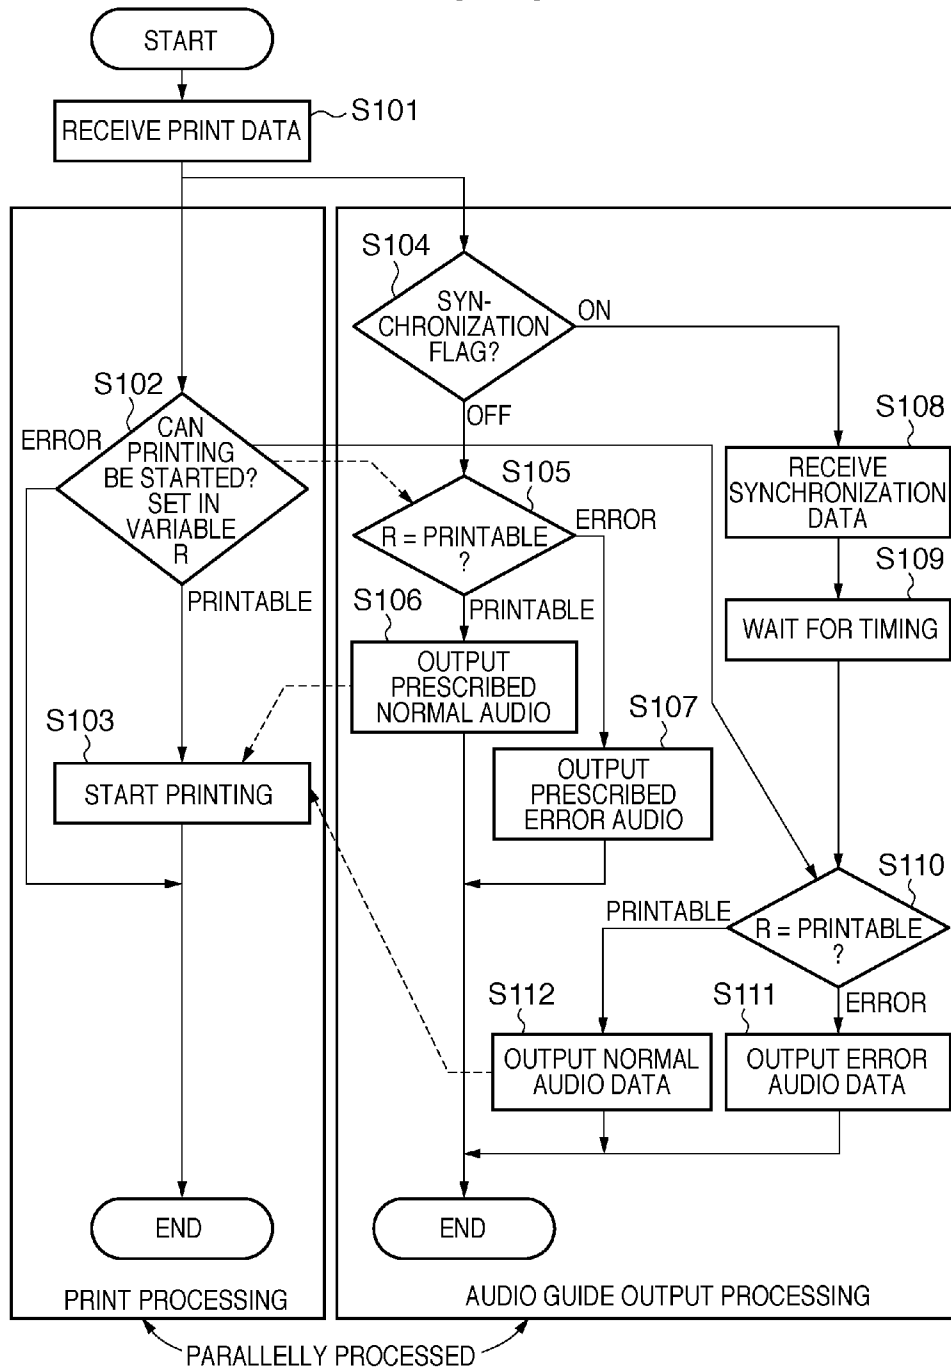 START
RECEIVE PRINT DATA
S101
S104
SYN-
CHRONIZATION
FLAG?
ON
OFF
S102
ERROR
CAN
PRINTING
BE STARTED?
SET IN
VARIABLE
R
PRINTABLE
S103
START PRINTING
END
PRINT PROCESSING
S105
R = PRINTABLE
?
ERROR
PRINTABLE
S106
OUTPUT
PRESCRIBED
NORMAL AUDIO
S107
OUTPUT
PRESCRIBED
ERROR AUDIO
S108
RECEIVE
SYNCHRONIZATION
DATA
S109
WAIT FOR TIMING
S110
R = PRINTABLE
?
PRINTABLE
ERROR
S112
OUTPUT NORMAL
AUDIO DATA
S111
OUTPUT ERROR
AUDIO DATA
END
AUDIO GUIDE OUTPUT PROCESSING
PARALLELLY PROCESSED